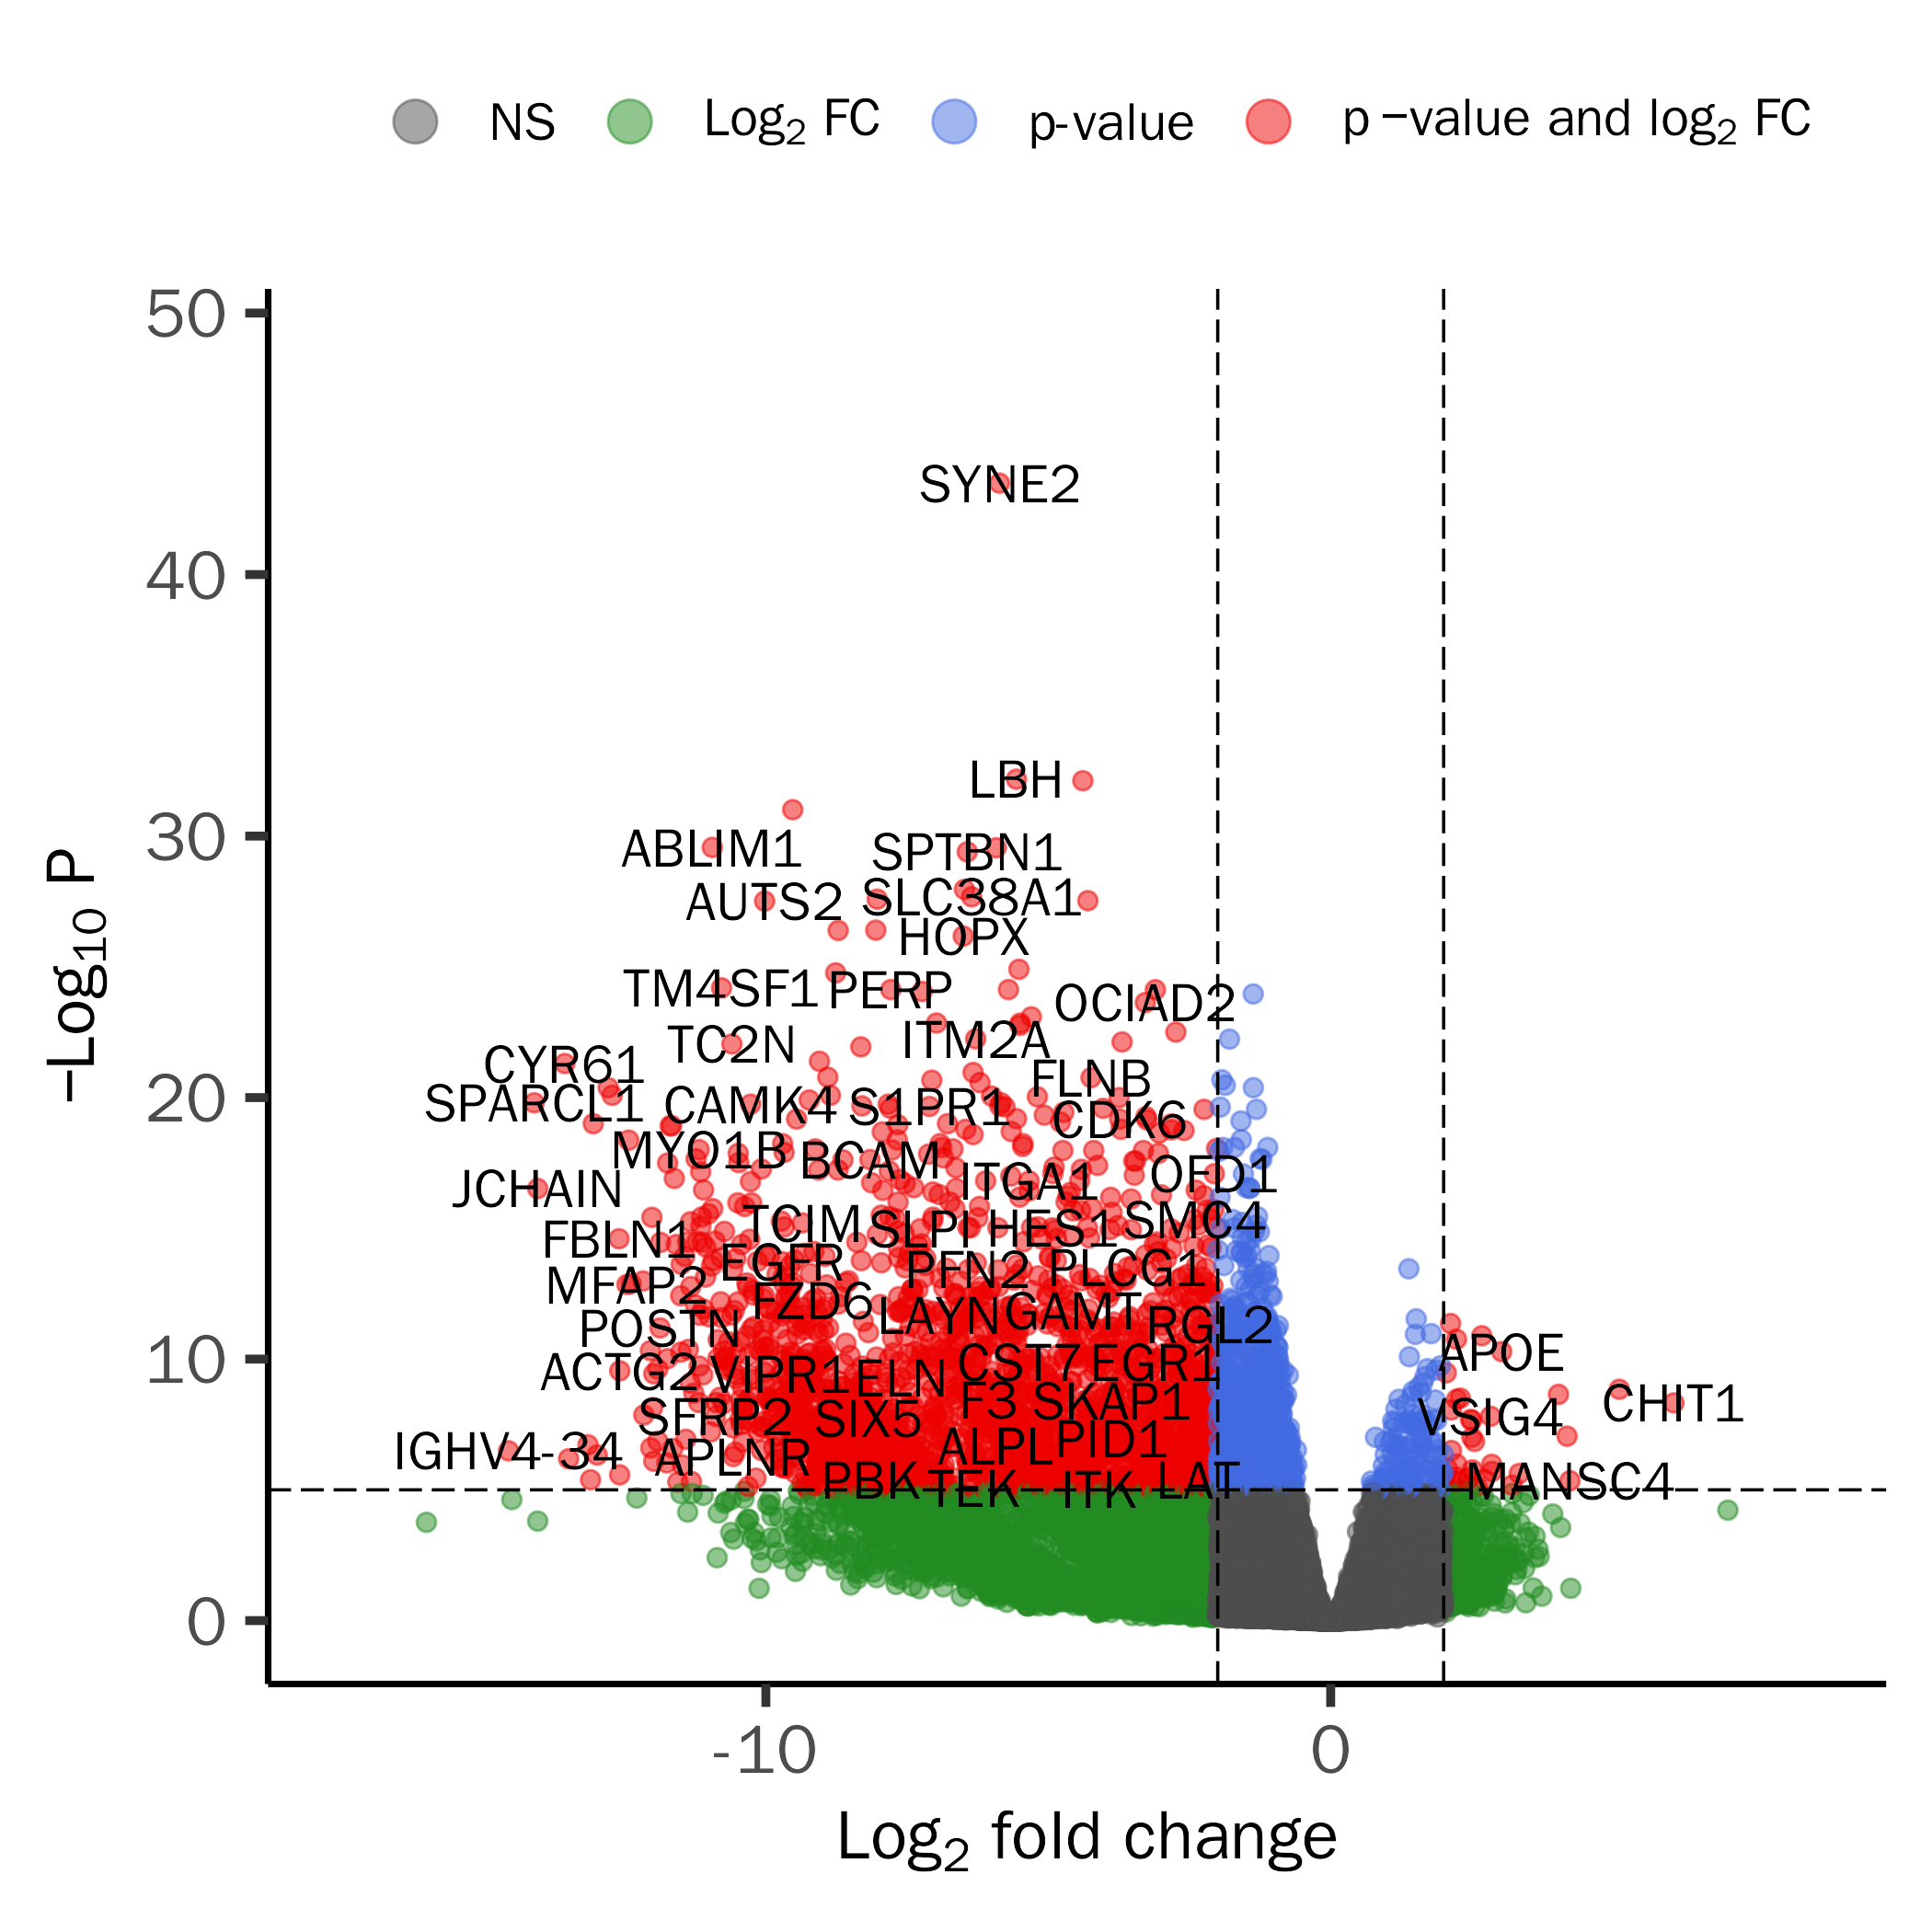 NS Log2 FC p-value p −value and log2 FC
50
40
30
20
10
0
−Log10 P
SYNE2
LBH
ABLIM1 SPTBN1
AUTS2 SLC38A1
HOPX
TM4SF1 PERP OCIAD2
TC2N ITM2A
CYR61 FLNB
SPARCL1 CAMK4 S1PR1 CDK6
MYO1B BCAM
JCHAIN ITGA1 OFD1
FBLN1 TCIM SLPI HES1 SMC4
EGFR PFN2 PLCG1
MFAP2 FZD6
POSTN LAYN GAMT RGL2
APOE
ACTG2 VIPR1 ELN CST7 EGR1
F3 SKAP1 CHIT1
SFRP2 SIX5 VSIG4
IGHV4-34 APLNR ALPL PID1
PBK TEK ITK LAT MANSC4
-10 0
Log2 fold change